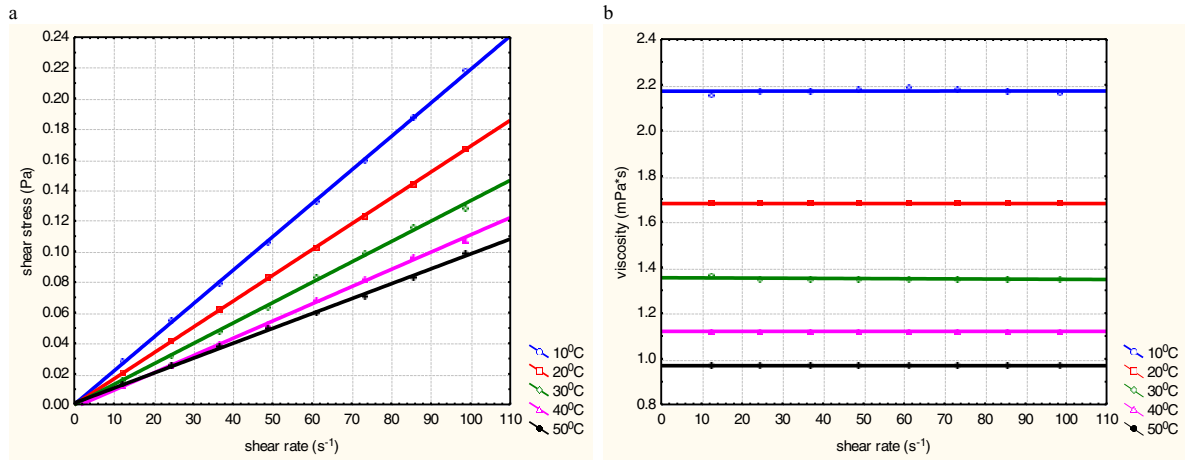 a
0.24
0.22
0.20
0.18
0.16
0.14
0.12
0.10
0.08
0.06
0.04
0.02
0.00
shear stress (Pa)
0 10 20 30 40 50 60 70 80 90 100 110
shear rate (s⁻¹)
10⁰C
20⁰C
30⁰C
40⁰C
50⁰C
b
2.4
2.2
2.0
1.8
1.6
1.4
1.2
1.0
0.8
viscosity (mPa*s)
0 10 20 30 40 50 60 70 80 90 100 110
shear rate (s⁻¹)
10⁰C
20⁰C
30⁰C
40⁰C
50⁰C